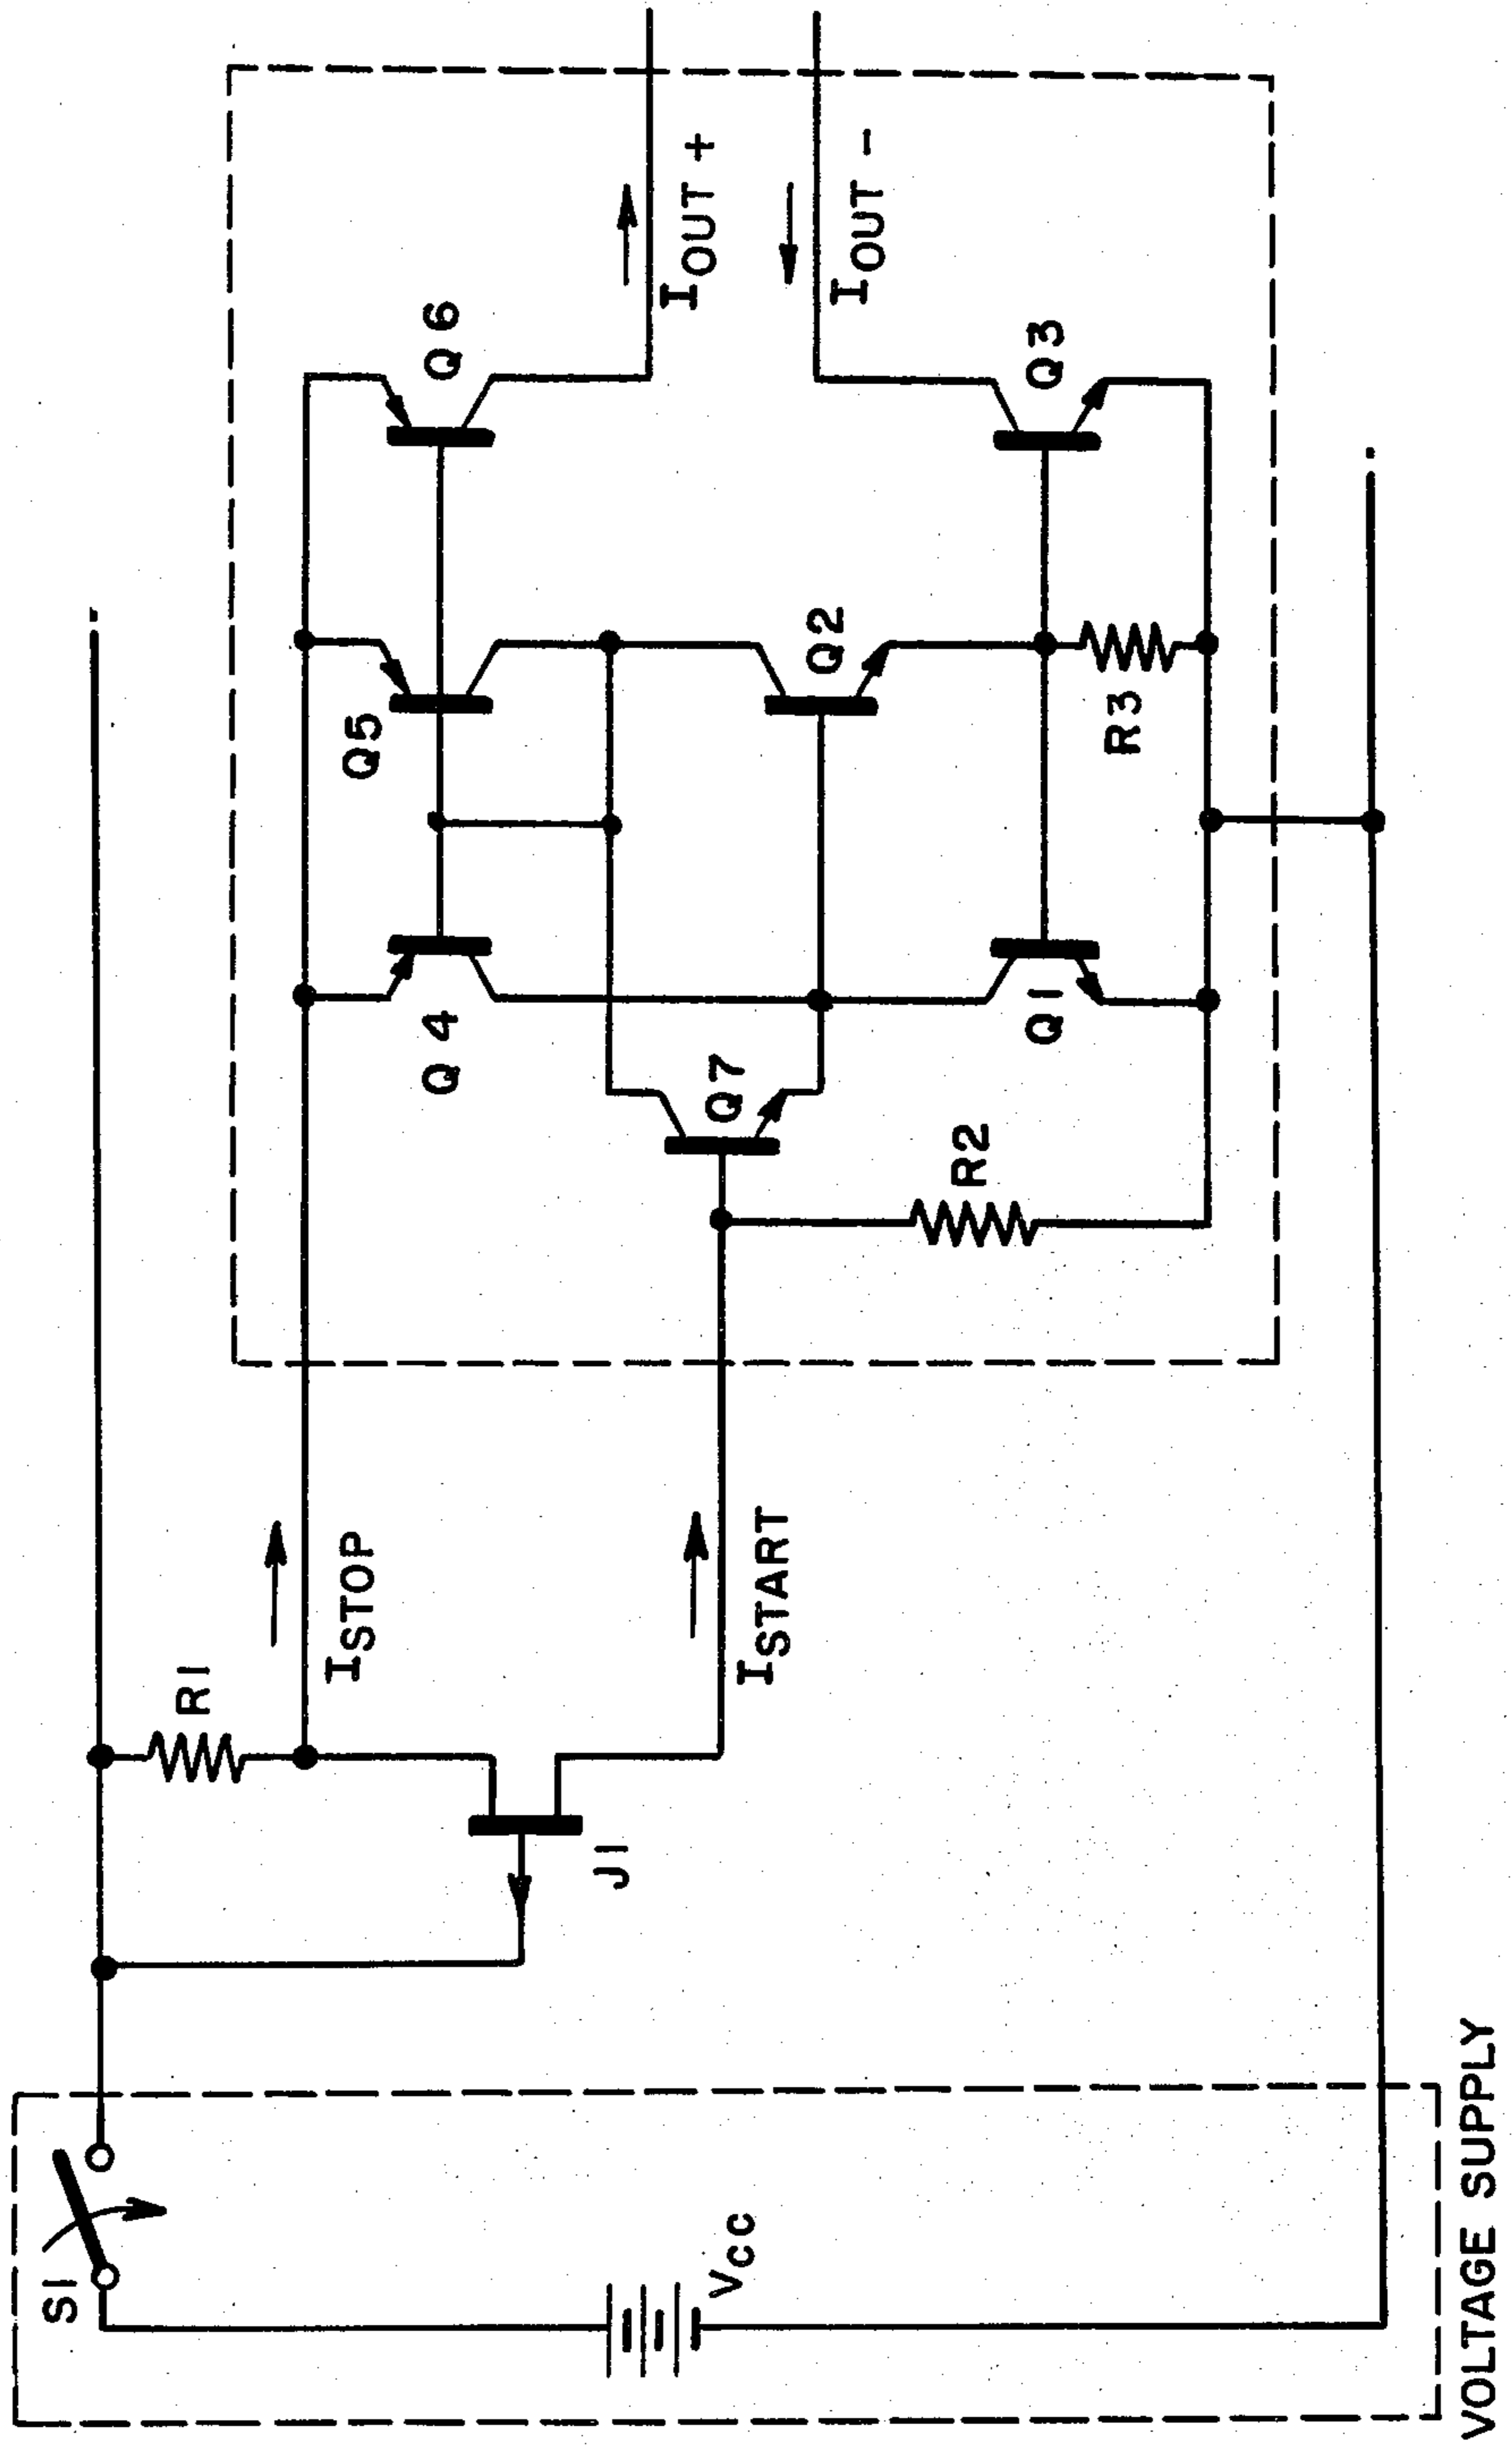 S1
VCC
VOLTAGE SUPPLY
R1
J1
ISTOP
ISTART
R2
Q7
Q4
Q1
Q5
Q2
R3
Q6
Q3
IOUT +
IOUT -